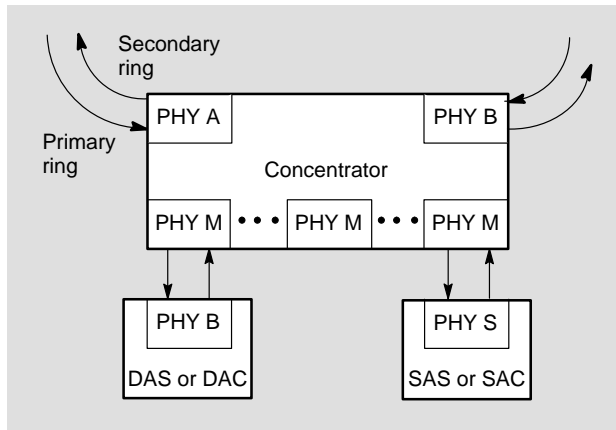 Secondary
ring
PHY A
PHY B
Primary
ring
Concentrator
PHY M • • • PHY M • • • PHY M
PHY B
PHY S
DAS or DAC
SAS or SAC